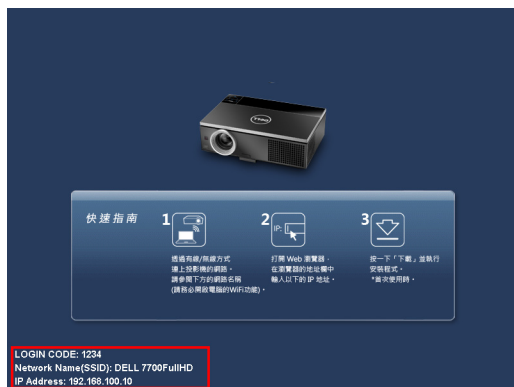 DELL
快速指南
1
透過有線/無線方式
連上投影機的網路。
請參閱下方的網路名稱
(請務必開啟電腦的WiFi功能)。
2
IP:
打開 Web 瀏覽器，
在瀏覽器的地址欄中
輸入以下的 IP 地址。
3
按一下「下載」並執行
安裝程式。
*首次使用時。
LOGIN CODE: 1234
Network Name(SSID): DELL 7700FullHD
IP Address: 192.168.100.10